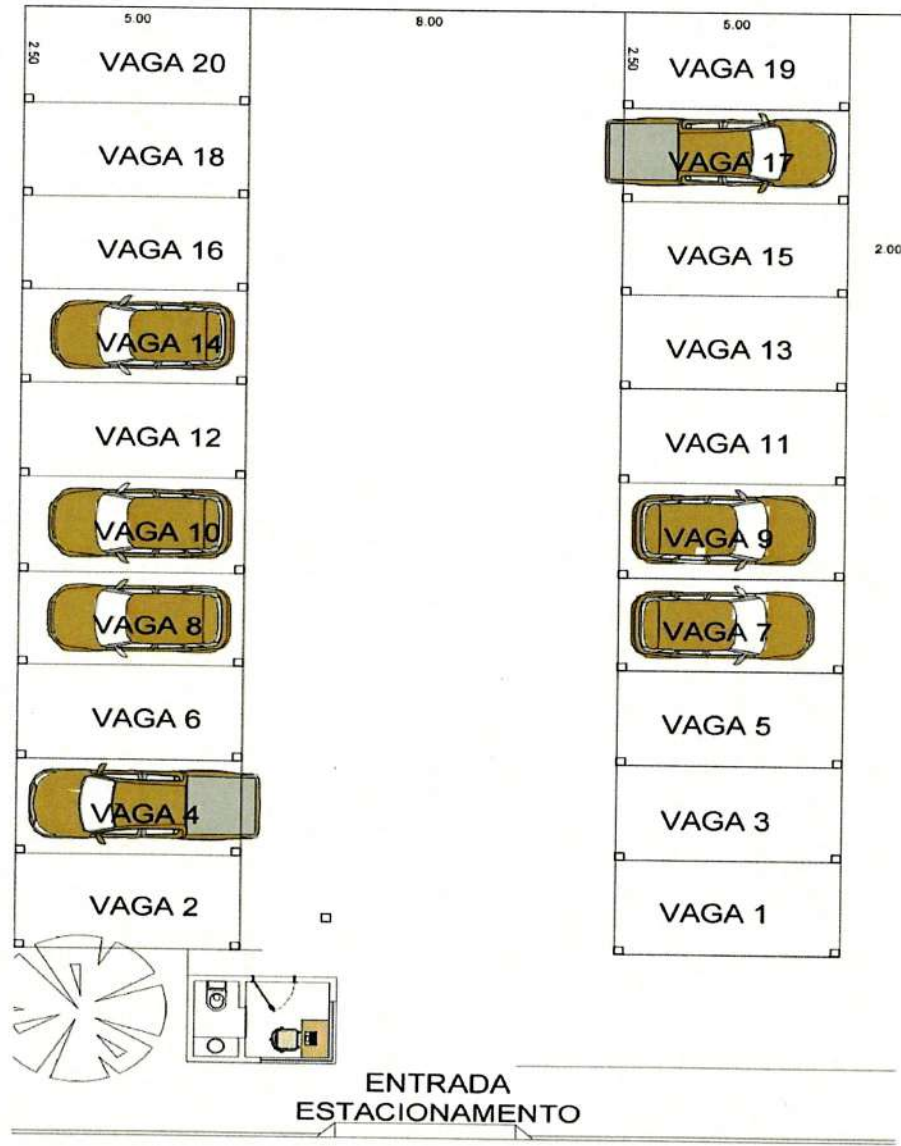 5.00 8.00 5.00
2.50 VAGA 20 2.50 VAGA 19
VAGA 18 VAGA 17
VAGA 16 VAGA 15 2.00
VAGA 14 VAGA 13
VAGA 12 VAGA 11
VAGA 10 VAGA 9
VAGA 8 VAGA 7
VAGA 6 VAGA 5
VAGA 4 VAGA 3
VAGA 2 VAGA 1
ENTRADA
ESTACIONAMENTO